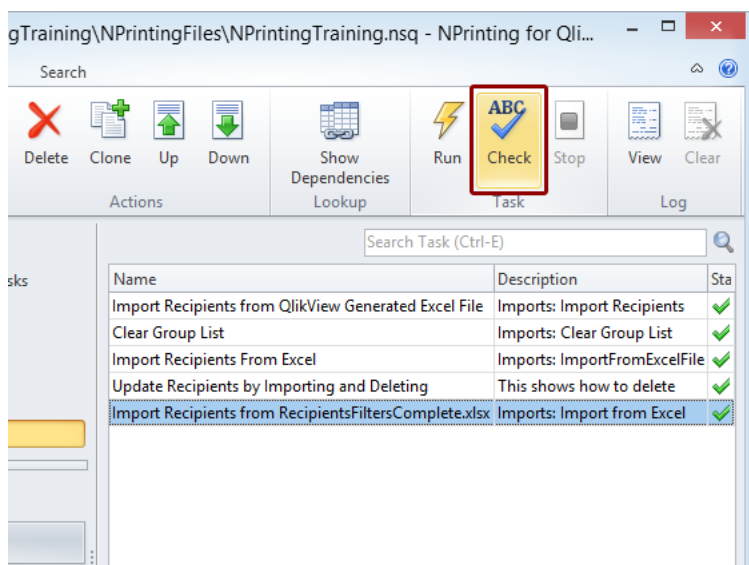 gTraining\NPrintingFiles\NPrintingTraining.nsq - NPrinting for Qli...
Search
Delete Clone Up Down Show Dependencies Run ABC Check Stop View Clear
Actions Lookup Task Log
Search Task (Ctrl-E)
sks
Name Description Sta
Import Recipients from QlikView Generated Excel File Imports: Import Recipients
Clear Group List Imports: Clear Group List
Import Recipients From Excel Imports: ImportFromExcelFile
Update Recipients by Importing and Deleting This shows how to delete
Import Recipients from RecipientsFiltersComplete.xlsx Imports: Import from Excel